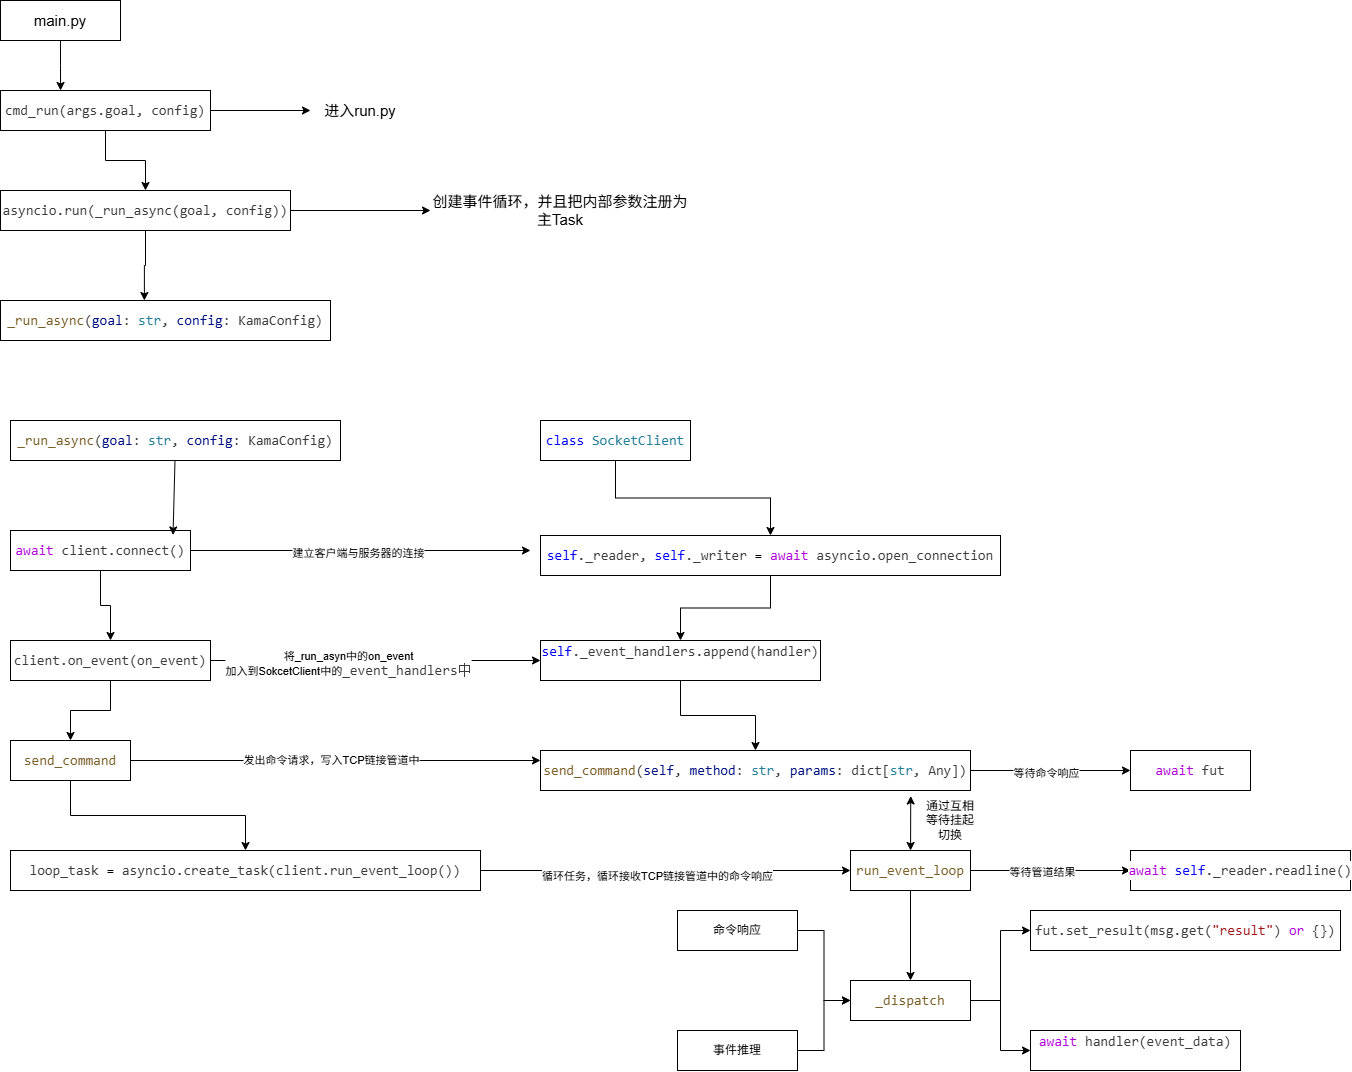 main.py
cmd_run(args.goal, config)
进入run.py
asyncio.run(_run_async(goal, config))
创建事件循环，并且把内部参数注册为
主Task
_run_async(goal: str, config: KamaConfig)
_run_async(goal: str, config: KamaConfig)
class SocketClient
await client.connect()
建立客户端与服务器的连接
self._reader, self._writer = await asyncio.open_connection
client.on_event(on_event)
将_run_asyn中的on_event
加入到SokcetClient中的_event_handlers中
self._event_handlers.append(handler)
send_command
发出命令请求，写入TCP链接管道中
send_command(self, method: str, params: dict[str, Any])
等待命令响应
await fut
通过互相
等待挂起
切换
loop_task = asyncio.create_task(client.run_event_loop())
循环任务，循环接收TCP链接管道中的命令响应
run_event_loop
等待管道结果
await self._reader.readline()
命令响应
fut.set_result(msg.get("result") or {})
_dispatch
事件推理
await handler(event_data)